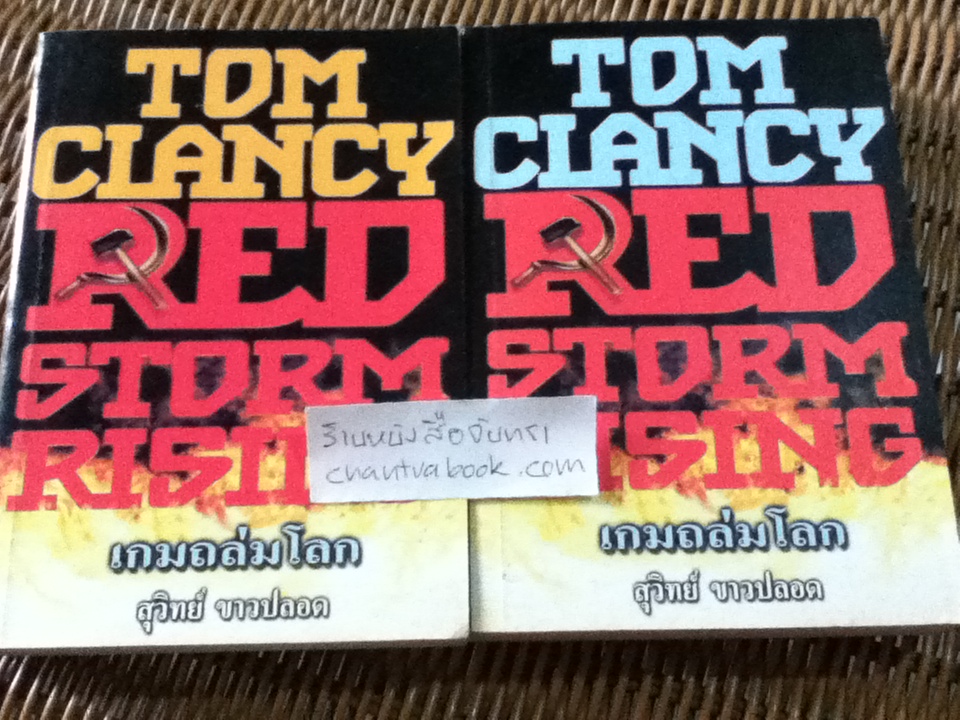 TOM
CLANCY
RED
STORM
RISIN
เกมถล่มโลก
สุวิทย์ ขาวปลอด
TOM
CLANCY
RED
STORM
ISING
เกมถล่มโลก
สุวิทย์ ขาวปลอด
ร้านหนังสือจันทรา
chantrabook.com